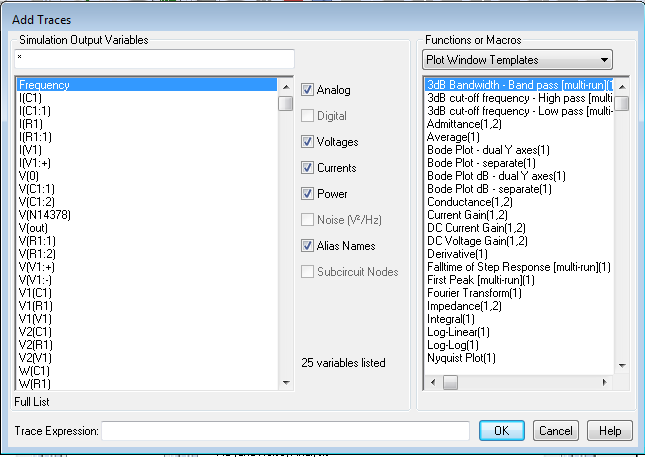 Add Traces
Simulation Output Variables
*
Frequency
I(C1)
I(C1:1)
I(R1)
I(R1:1)
I(V1)
I(V1:+)
V(0)
V(C1:1)
V(C1:2)
V(N14378)
V(out)
V(R1:1)
V(R1:2)
V(V1:+)
V(V1:-)
V1(C1)
V1(R1)
V1(V1)
V2(C1)
V2(R1)
V2(V1)
W(C1)
W(R1)
Full List
Analog
Digital
Voltages
Currents
Power
Noise (V²/Hz)
Alias Names
Subcircuit Nodes
25 variables listed
Functions or Macros
Plot Window Templates
3dB Bandwidth - Band pass [multi-run](1
3dB cut-off frequency - High pass [multi
3dB cut-off frequency - Low pass [multi-
Admittance(1,2)
Average(1)
Bode Plot - dual Y axes(1)
Bode Plot - separate(1)
Bode Plot dB - dual Y axes(1)
Bode Plot dB - separate(1)
Conductance(1,2)
Current Gain(1,2)
DC Current Gain(1,2)
DC Voltage Gain(1,2)
Derivative(1)
Falltime of Step Response [multi-run](1)
First Peak [multi-run](1)
Fourier Transform(1)
Impedance(1,2)
Integral(1)
Log-Linear(1)
Log-Log(1)
Nyquist Plot(1)
Trace Expression:
OK
Cancel
Help